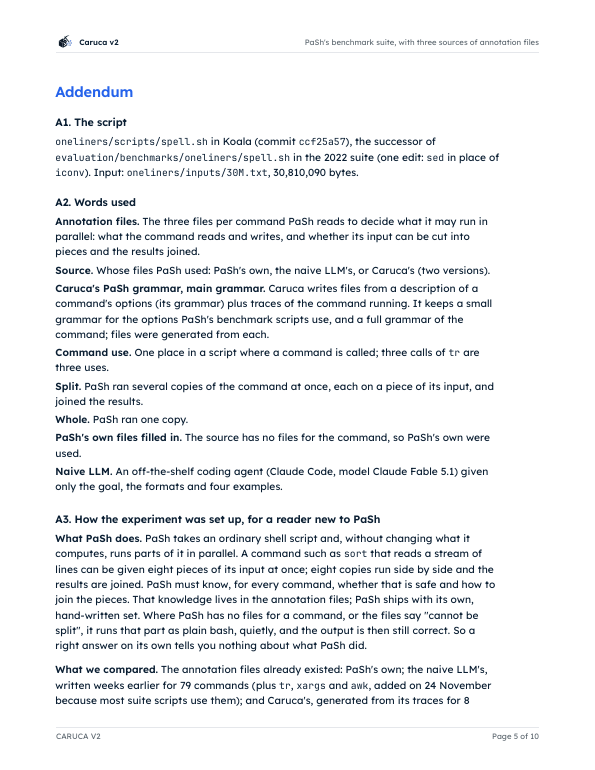 Caruca v2
PaSh's benchmark suite, with three sources of annotation files
Addendum
A1. The script
oneliners/scripts/spell.sh in Koala (commit ccf25a57), the successor of
evaluation/benchmarks/oneliners/spell.sh in the 2022 suite (one edit: sed in place of
iconv). Input: oneliners/inputs/30M.txt, 30,810,090 bytes.
A2. Words used
Annotation files. The three files per command PaSh reads to decide what it may run in
parallel: what the command reads and writes, and whether its input can be cut into
pieces and the results joined.
Source. Whose files PaSh used: PaSh's own, the naive LLM's, or Caruca's (two versions).
Caruca's PaSh grammar, main grammar. Caruca writes files from a description of a
command's options (its grammar) plus traces of the command running. It keeps a small
grammar for the options PaSh's benchmark scripts use, and a full grammar of the
command; files were generated from each.
Command use. One place in a script where a command is called; three calls of tr are
three uses.
Split. PaSh ran several copies of the command at once, each on a piece of its input, and
joined the results.
Whole. PaSh ran one copy.
PaSh's own files filled in. The source has no files for the command, so PaSh's own were
used.
Naive LLM. An off-the-shelf coding agent (Claude Code, model Claude Fable 5.1) given
only the goal, the formats and four examples.
A3. How the experiment was set up, for a reader new to PaSh
What PaSh does. PaSh takes an ordinary shell script and, without changing what it
computes, runs parts of it in parallel. A command such as sort that reads a stream of
lines can be given eight pieces of its input at once; eight copies run side by side and the
results are joined. PaSh must know, for every command, whether that is safe and how to
join the pieces. That knowledge lives in the annotation files; PaSh ships with its own,
hand-written set. Where PaSh has no files for a command, or the files say "cannot be
split", it runs that part as plain bash, quietly, and the output is then still correct. So a
right answer on its own tells you nothing about what PaSh did.
What we compared. The annotation files already existed: PaSh's own; the naive LLM's,
written weeks earlier for 79 commands (plus tr, xargs and awk, added on 24 November
because most suite scripts use them); and Caruca's, generated from its traces for 8
CARUCA V2
Page 5 of 10